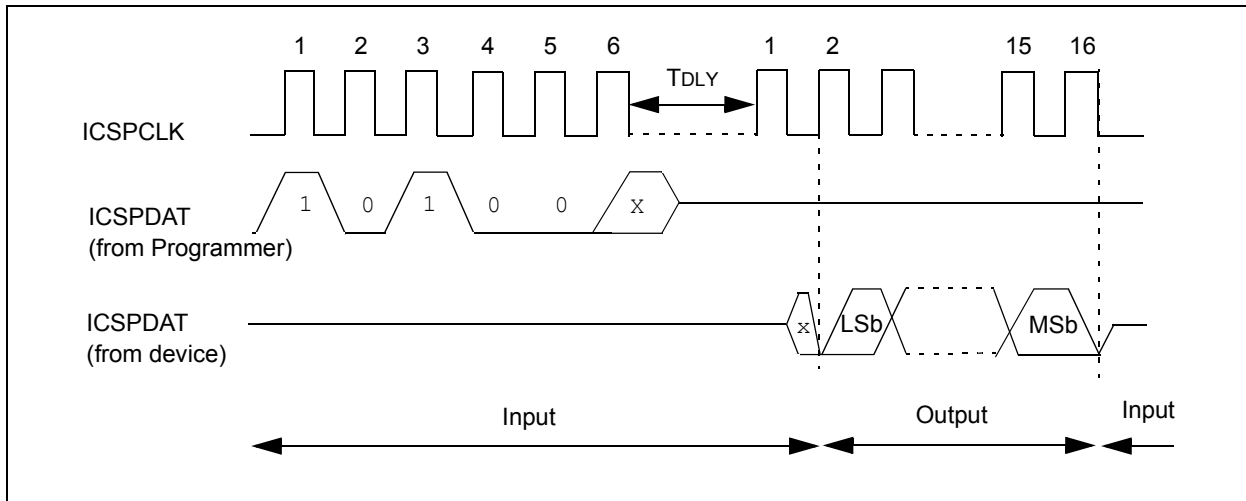 1 2 3 4 5 6 1 2 15 16
TDLY
ICSPCLK
1 0 1 0 0 X
ICSPDAT
(from Programmer)
ICSPDAT
(from device)
x LSb MSb
Input Output Input